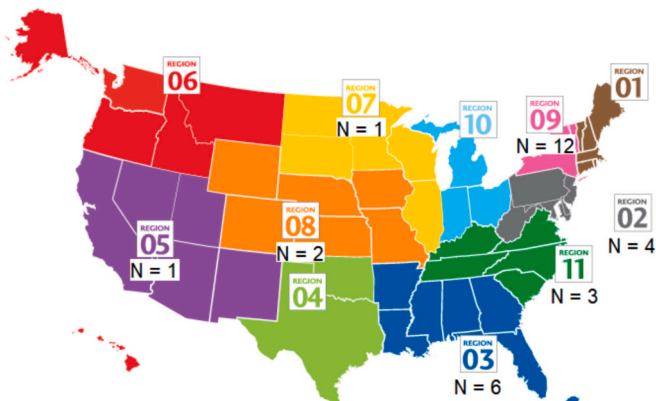 REGION
06
REGION
07
N = 1
REGION
10
REGION
09
N = 12
REGION
01
REGION
02
N = 4
REGION
05
N = 1
REGION
08
N = 2
REGION
04
REGION
11
N = 3
REGION
03
N = 6